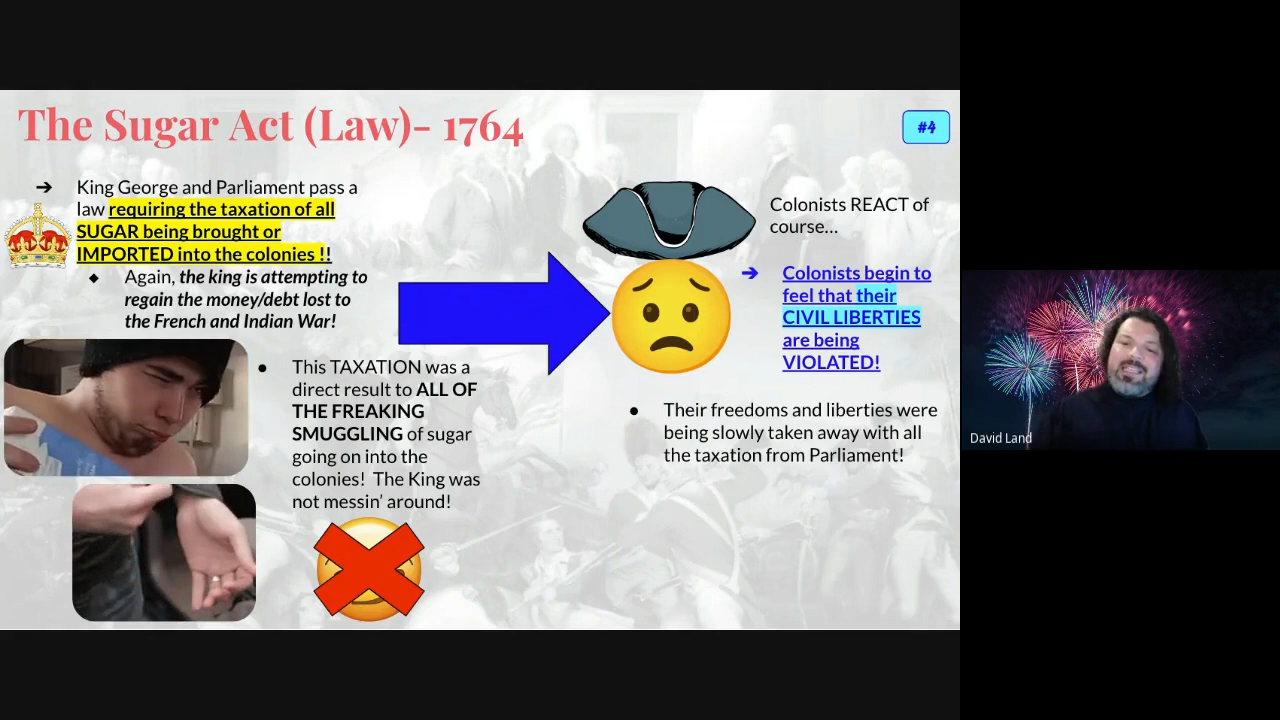 The Sugar Act (Law)- 1764
#4
➔ King George and Parliament pass a
law requiring the taxation of all
SUGAR being brought or
IMPORTED into the colonies !!
◆ Again, the king is attempting to
regain the money/debt lost to
the French and Indian War!
● This TAXATION was a
direct result to ALL OF
THE FREAKING
SMUGGLING of sugar
going on into the
colonies! The King was
not messin’ around!
Colonists REACT of
course...
➔ Colonists begin to
feel that their
CIVIL LIBERTIES
are being
VIOLATED!
● Their freedoms and liberties were
being slowly taken away with all
the taxation from Parliament!
David Land